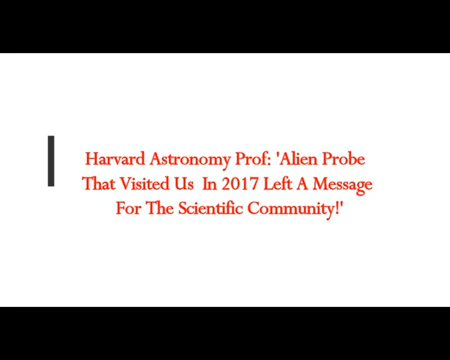 Harvard Astronomy Prof: 'Alien Probe
That Visited Us In 2017 Left A Message
For The Scientific Community!'